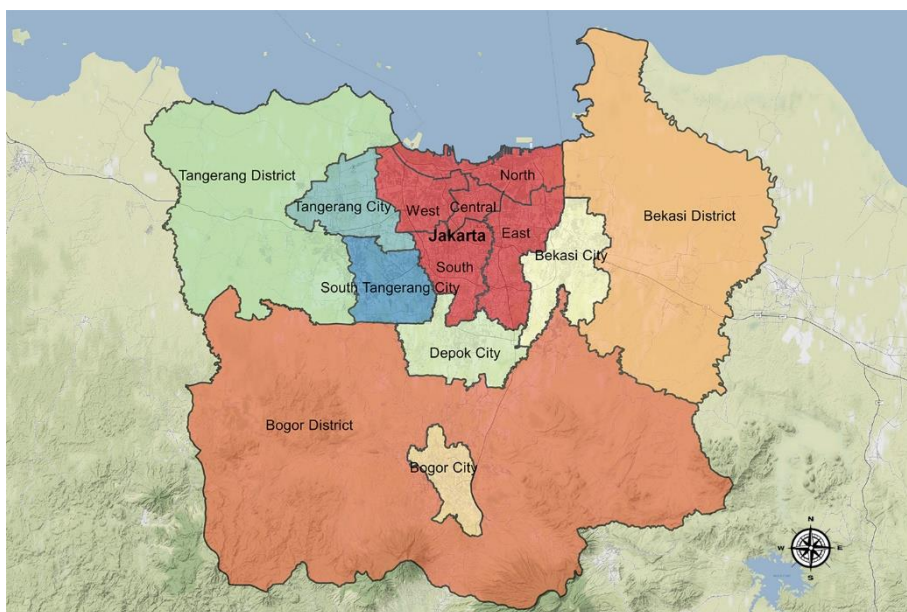 Tangerang District
North
Tangerang City
West
Central
Bekasi District
Jakarta
East
Bekasi City
South
South Tangerang City
Depok City
Bogor District
Bogor City
N
W
E
S